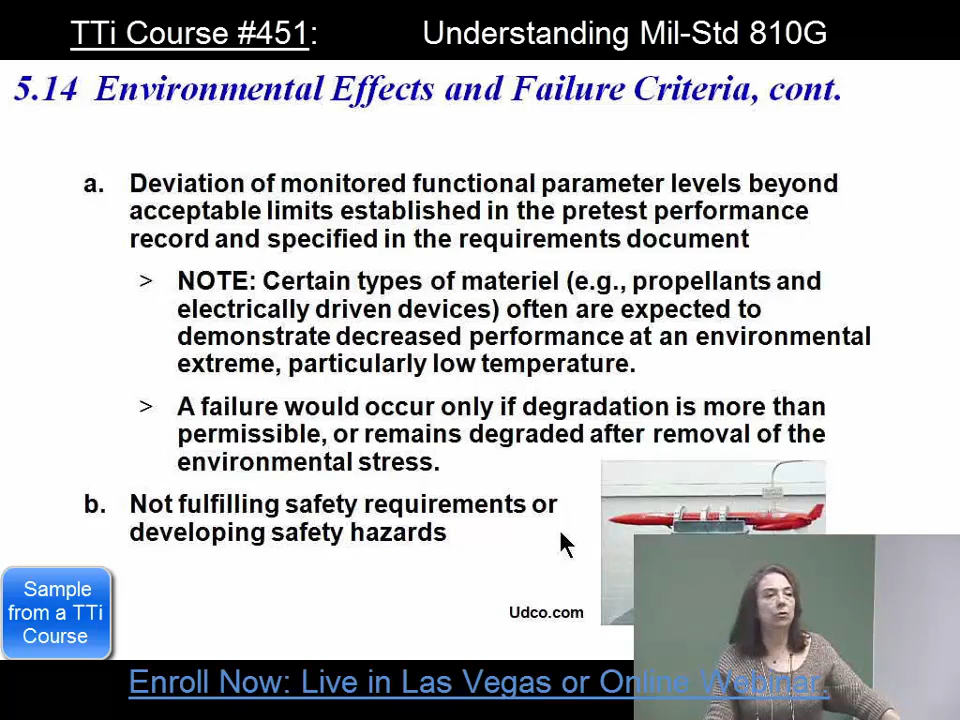 TTi Course #451: Understanding Mil-Std 810G
5.14 Environmental Effects and Failure Criteria, cont.
a. Deviation of monitored functional parameter levels beyond
acceptable limits established in the pretest performance
record and specified in the requirements document
> NOTE: Certain types of materiel (e.g., propellants and
electrically driven devices) often are expected to
demonstrate decreased performance at an environmental
extreme, particularly low temperature.
> A failure would occur only if degradation is more than
permissible, or remains degraded after removal of the
environmental stress.
b. Not fulfilling safety requirements or
developing safety hazards
Udco.com
Sample
from a TTi
Course
Enroll Now: Live in Las Vegas or Online Webinar.